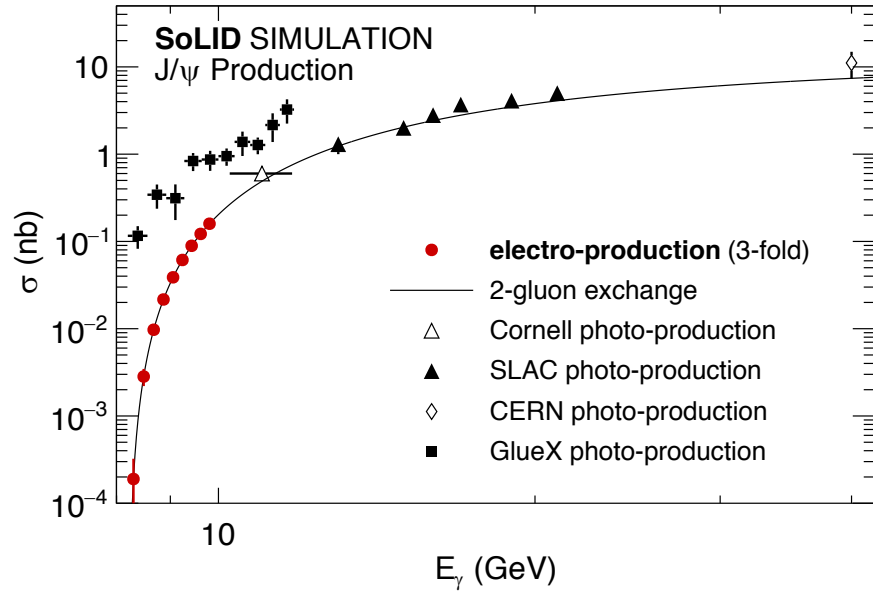 SoLID SIMULATION
J/ψ Production
10
1
10⁻¹
10⁻²
10⁻³
10⁻⁴
σ (nb)
electro-production (3-fold)
2-gluon exchange
Cornell photo-production
SLAC photo-production
CERN photo-production
GlueX photo-production
10
E_γ (GeV)